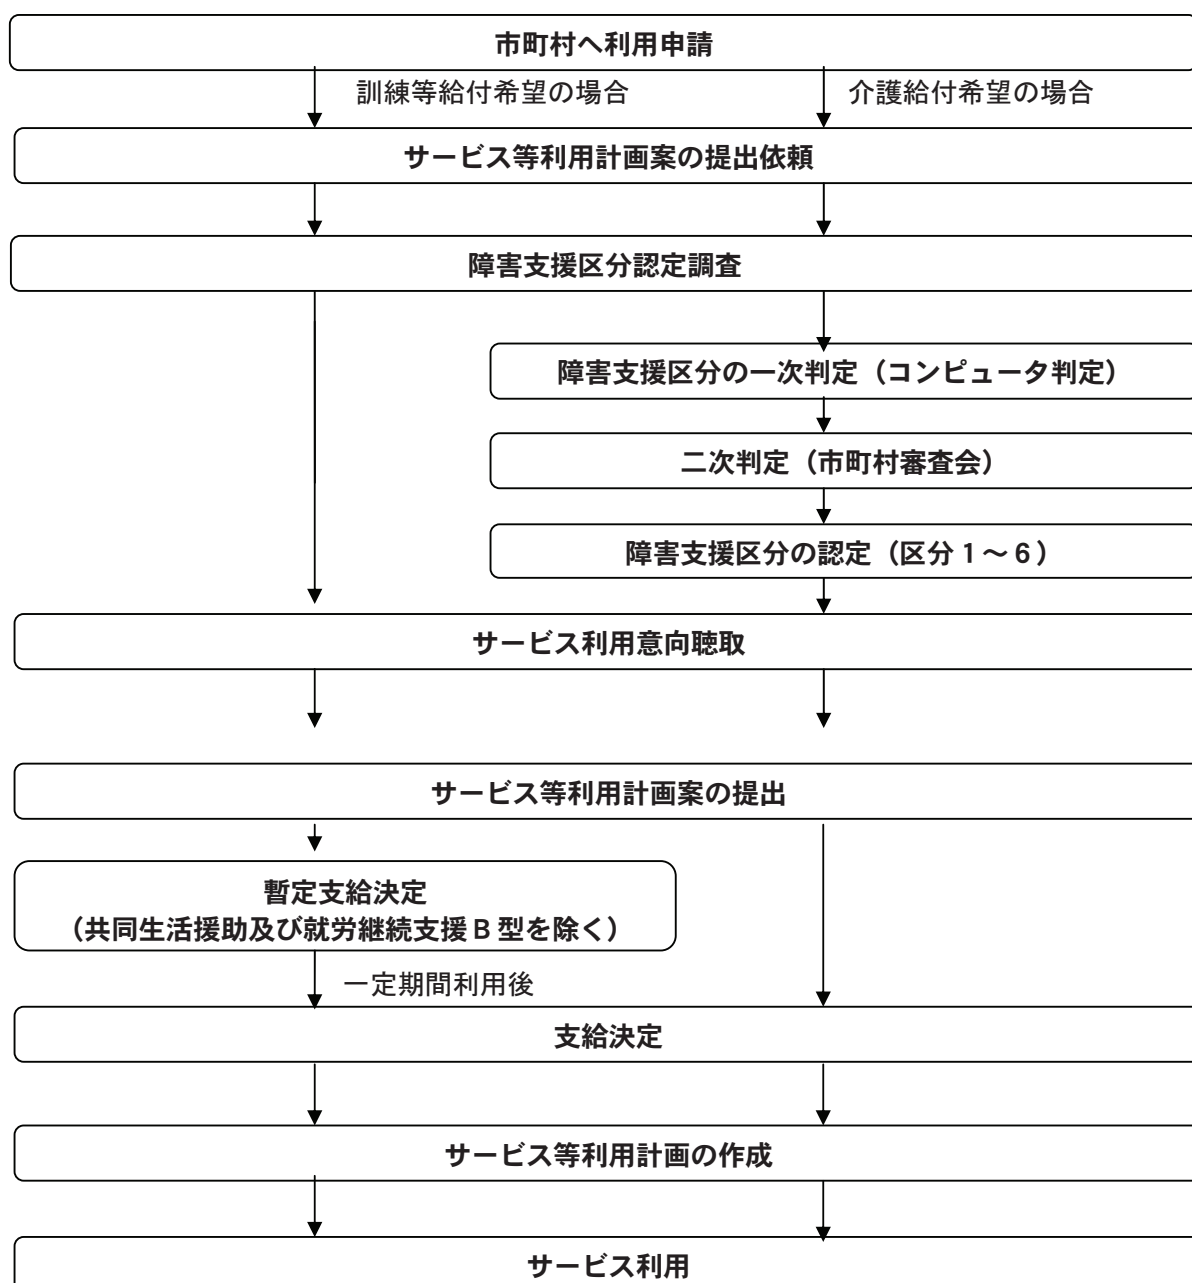 市町村へ利用申請
訓練等給付希望の場合
介護給付希望の場合
サービス等利用計画案の提出依頼
障害支援区分認定調査
障害支援区分の一次判定（コンピュータ判定）
二次判定（市町村審査会）
障害支援区分の認定（区分１～６）
サービス利用意向聴取
サービス等利用計画案の提出
暫定支給決定
（共同生活援助及び就労継続支援Ｂ型を除く）
一定期間利用後
支給決定
サービス等利用計画の作成
サービス利用